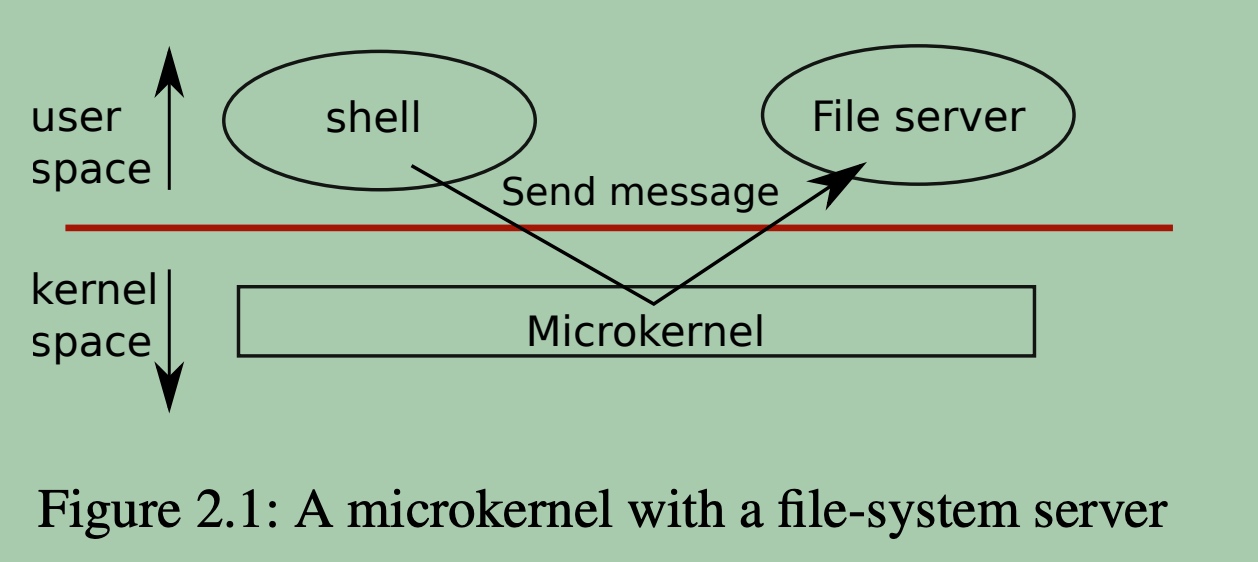 user
space
shell
File server
Send message
kernel
space
Microkernel
Figure 2.1: A microkernel with a file-system server